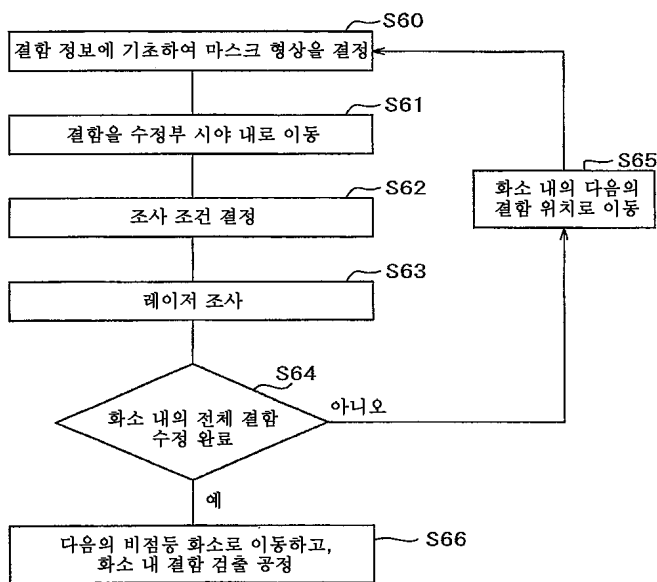 S60
결함 정보에 기초하여 마스크 형상을 결정
S61
결함을 수정부 시야 내로 이동
S65
화소 내의 다음의
결함 위치로 이동
S62
조사 조건 결정
S63
레이저 조사
S64
화소 내의 전체 결함
수정 완료
아니오
예
S66
다음의 비점등 화소로 이동하고,
화소 내 결함 검출 공정